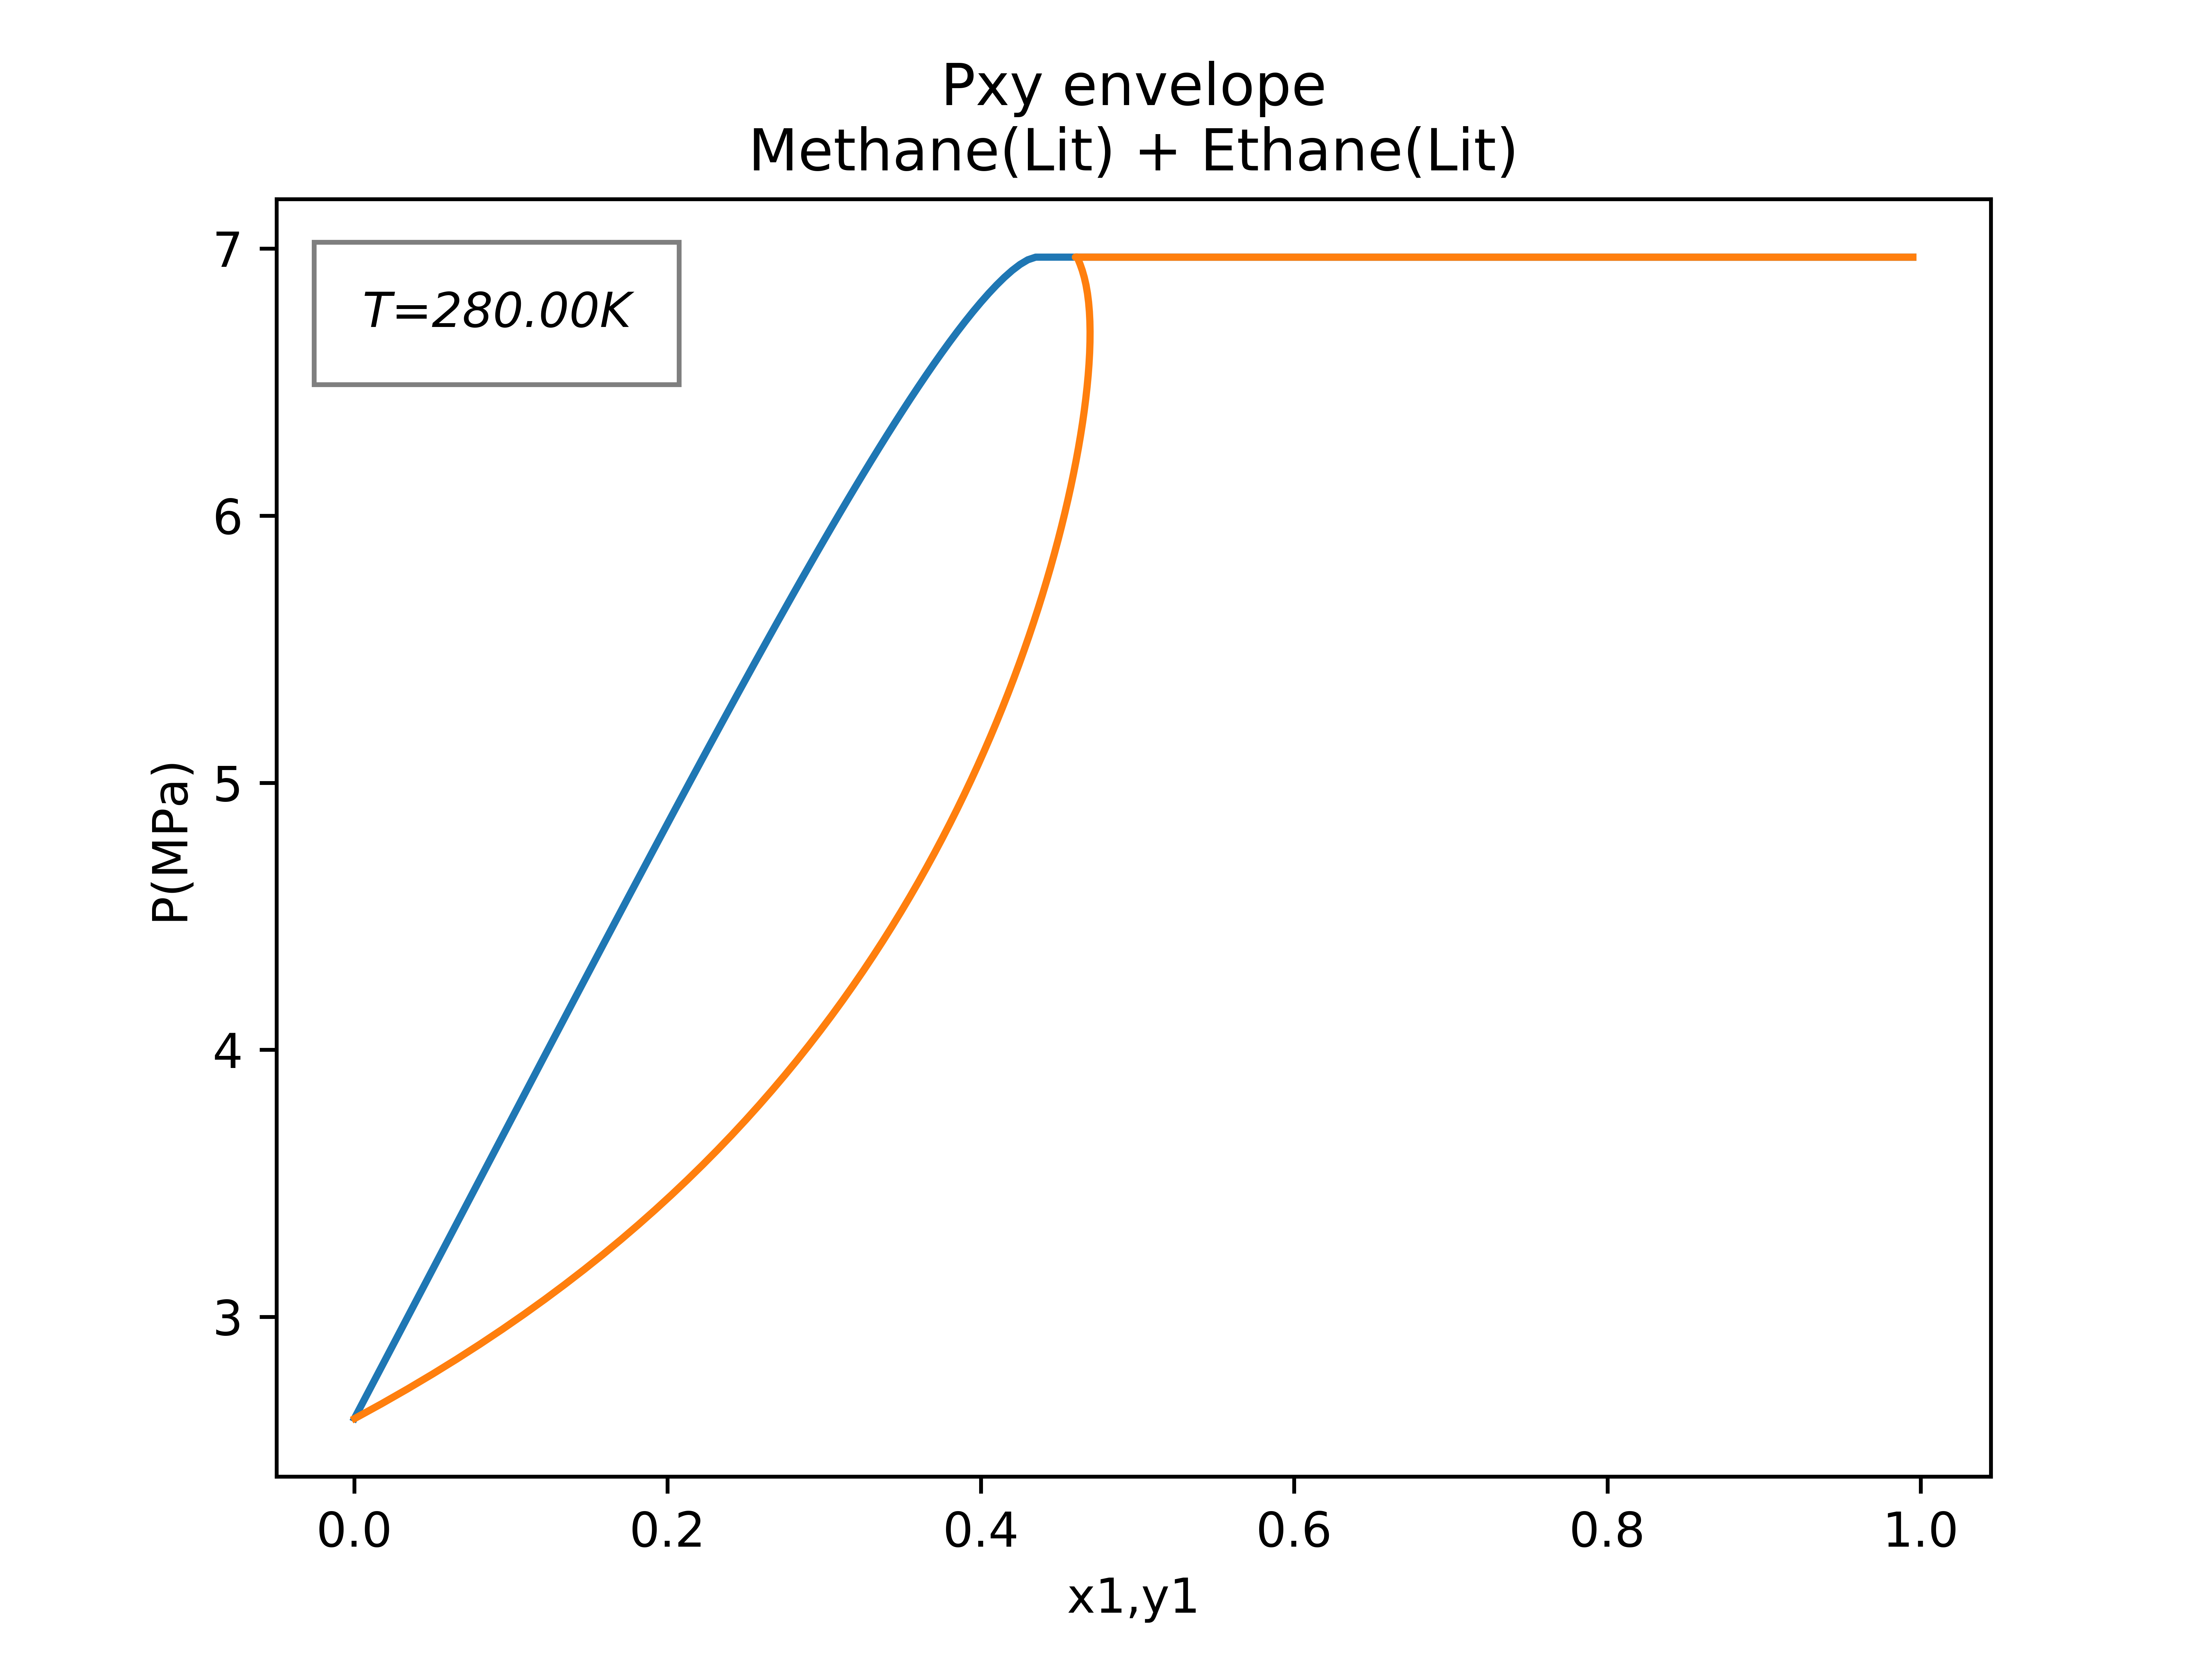 Pxy envelope
Methane(Lit) + Ethane(Lit)
T=280.00K
P(MPa)
7
6
5
4
3
0.0 0.2 0.4 0.6 0.8 1.0
x1,y1